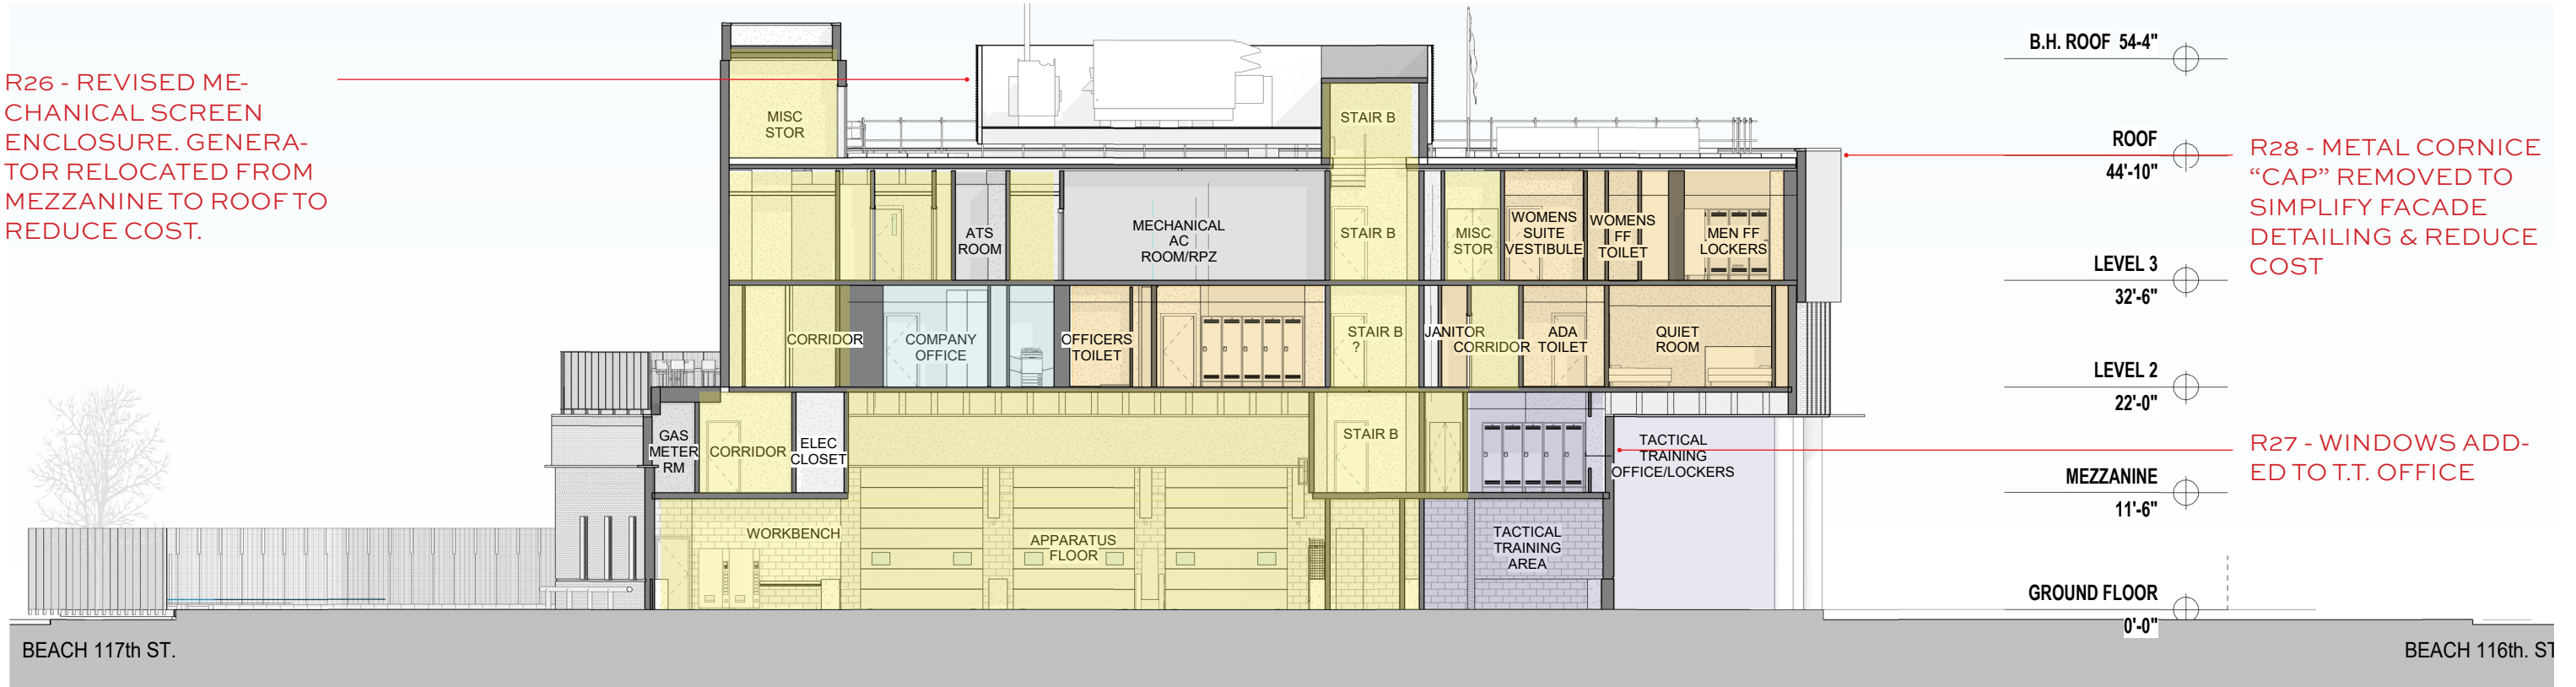 R26 - REVISED ME-
CHANICAL SCREEN
ENCLOSURE. GENERA-
TOR RELOCATED FROM
MEZZANINE TO ROOF TO
REDUCE COST.
B.H. ROOF 54-4"
ROOF
44'-10"
LEVEL 3
32'-6"
LEVEL 2
22'-0"
MEZZANINE
11'-6"
GROUND FLOOR
0'-0"
R28 - METAL CORNICE
“CAP” REMOVED TO
SIMPLIFY FACADE
DETAILING & REDUCE
COST
R27 - WINDOWS ADD-
ED TO T.T. OFFICE
MISC
STOR
STAIR B
ATS
ROOM
MECHANICAL
AC
ROOM/RPZ
STAIR B
MISC
STOR
WOMENS
SUITE
VESTIBULE
WOMENS
FF
TOILET
MEN FF
LOCKERS
CORRIDOR
COMPANY
OFFICE
OFFICERS
TOILET
STAIR B
?
JANITOR
CORRIDOR
ADA
TOILET
QUIET
ROOM
GAS
METER
RM
CORRIDOR
ELEC
CLOSET
STAIR B
TACTICAL
TRAINING
OFFICE/LOCKERS
WORKBENCH
APPARATUS
FLOOR
TACTICAL
TRAINING
AREA
BEACH 117th ST.
BEACH 116th. ST